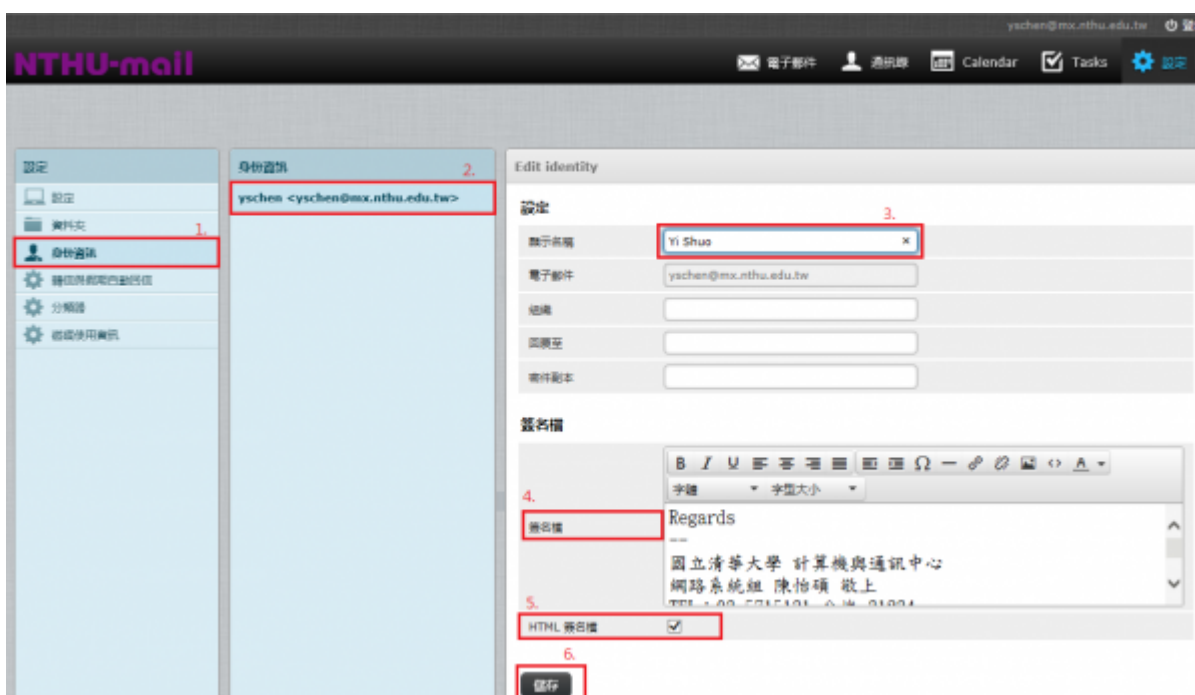 yschen@mx.nthu.edu.tw
NTHU-mail
電子郵件 通訊錄 Calendar Tasks 設定
設定
設定
資料夾
1.
身份資訊
分類器
身份資訊 2.
yschen <yschen@mx.nthu.edu.tw>
Edit identity
設定
3.
顯示名稱 Yi Shuo ×
電子郵件 yschen@mx.nthu.edu.tw
組織
回覆至
密件副本
簽名檔
B I U
字體 字型大小
4.
簽名檔
Regards
--
國立清華大學 計算機與通訊中心
網路系統組 陳怡碩 敬上
5.
HTML 簽名檔
6.
儲存